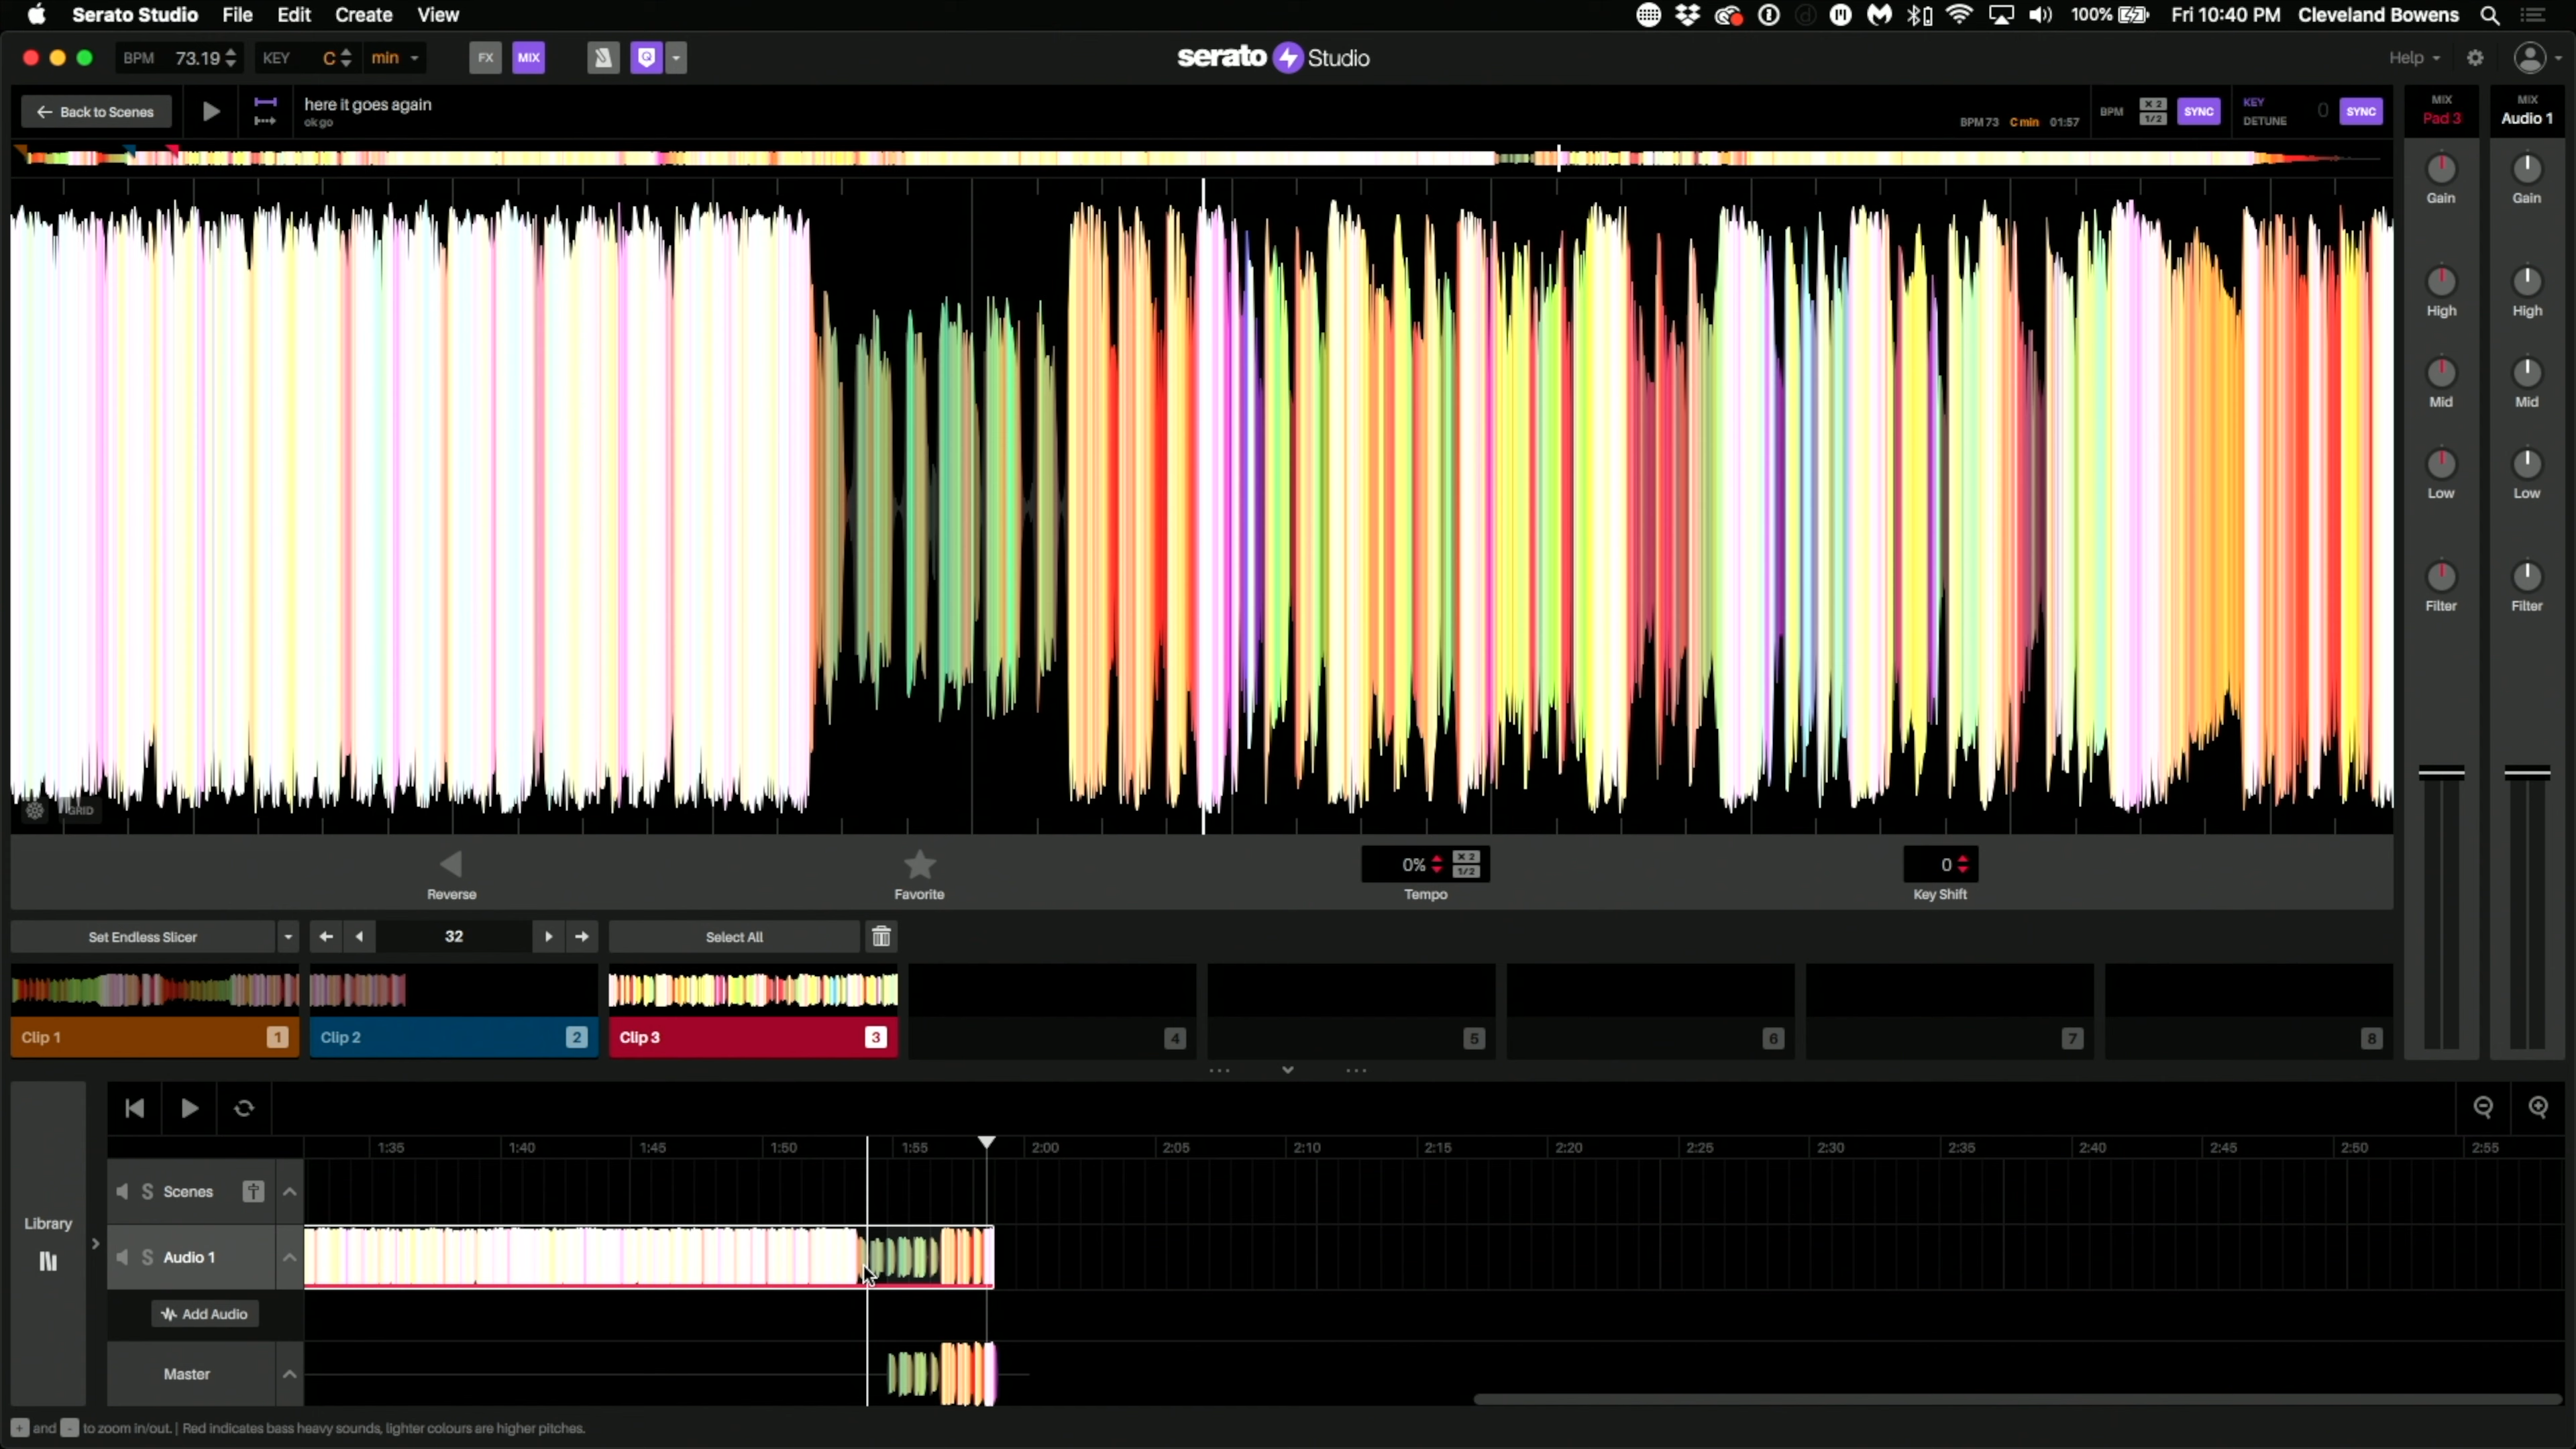 Serato Studio File Edit Create View
100% Fri 10:40 PM Cleveland Bowens
BPM 73.19 KEY C min FX MIX
serato Studio
Help
Back to Scenes
here it goes again
ok go
BPM 73 C min 01:57
BPM X 2 1/2 SYNC
KEY DETUNE 0 SYNC
MIX Pad 3
MIX Audio 1
Gain Gain
High High
Mid Mid
Low Low
Filter Filter
GRID
Reverse
Favorite
0% X 2 1/2
Tempo
0
Key Shift
Set Endless Slicer 32 Select All
Clip 1 1 Clip 2 2 Clip 3 3 4 5 6 7 8
1:35 1:40 1:45 1:50 1:55 2:00 2:05 2:10 2:15 2:20 2:25 2:30 2:35 2:40 2:45 2:50 2:55
S Scenes
Library
S Audio 1
Add Audio
Master
+ and - to zoom in/out. | Red indicates bass heavy sounds, lighter colours are higher pitches.